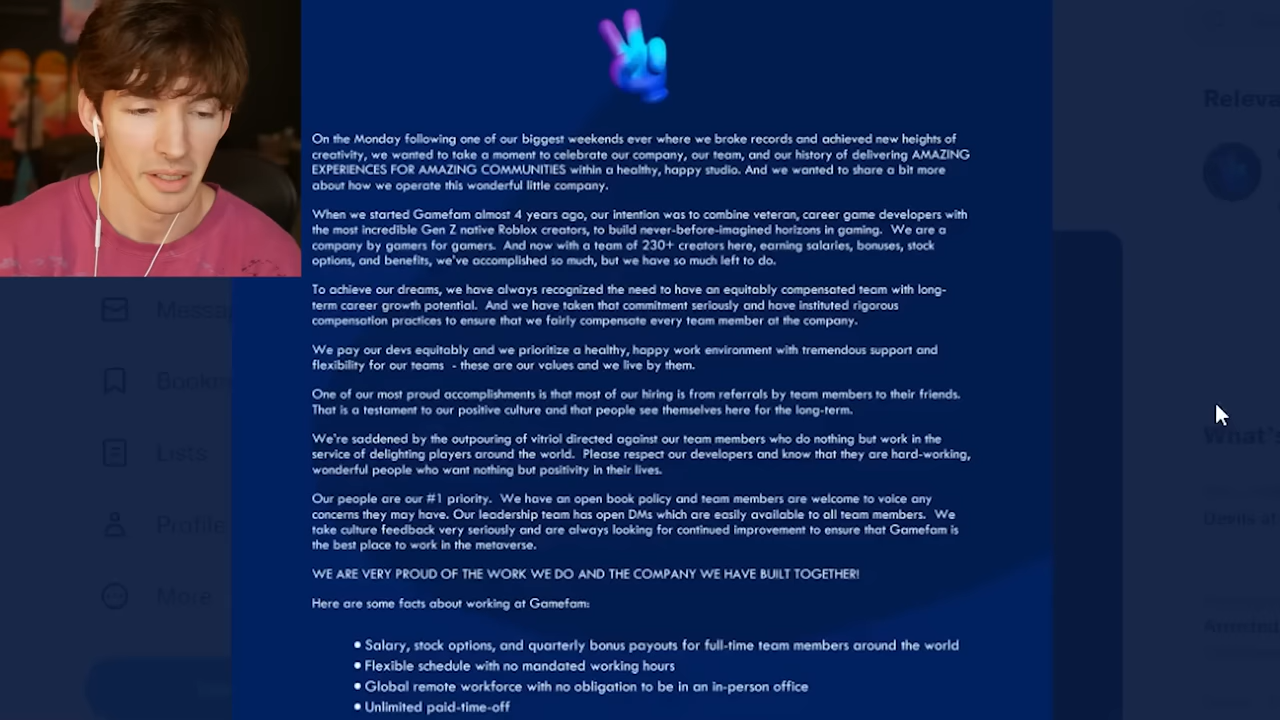 On the Monday following one of our biggest weekends ever where we broke records and achieved new heights of
creativity, we wanted to take a moment to celebrate our company, our team, and our history of delivering AMAZING
EXPERIENCES FOR AMAZING COMMUNITIES within a healthy, happy studio. And we wanted to share a bit more
about how we operate this wonderful little company.
When we started Gamefam almost 4 years ago, our intention was to combine veteran, career game developers with
the most incredible Gen Z native Roblox creators, to build never-before-imagined horizons in gaming. We are a
company by gamers for gamers. And now with a team of 230+ creators here, earning salaries, bonuses, stock
options, and benefits, we've accomplished so much, but we have so much left to do.
To achieve our dreams, we have always recognized the need to have an equitably compensated team with long-
term career growth potential. And we have taken that commitment seriously and have instituted rigorous
compensation practices to ensure that we fairly compensate every team member at the company.
We pay our devs equitably and we prioritize a healthy, happy work environment with tremendous support and
flexibility for our teams - these are our values and we live by them.
One of our most proud accomplishments is that most of our hiring is from referrals by team members to their friends.
That is a testament to our positive culture and that people see themselves here for the long-term.
We're saddened by the outpouring of vitriol directed against our team members who do nothing but work in the
service of delighting players around the world. Please respect our developers and know that they are hard-working,
wonderful people who want nothing but positivity in their lives.
Our people are our #1 priority. We have an open book policy and team members are welcome to voice any
concerns they may have. Our leadership team has open DMs which are easily available to all team members. We
take culture feedback very seriously and are always looking for continued improvement to ensure that Gamefam is
the best place to work in the metaverse.
WE ARE VERY PROUD OF THE WORK WE DO AND THE COMPANY WE HAVE BUILT TOGETHER!
Here are some facts about working at Gamefam:
• Salary, stock options, and quarterly bonus payouts for full-time team members around the world
• Flexible schedule with no mandated working hours
• Global remote workforce with no obligation to be in an in-person office
• Unlimited paid-time-off
Messa
Bookm
Lists
Profile
More
Releva
What's